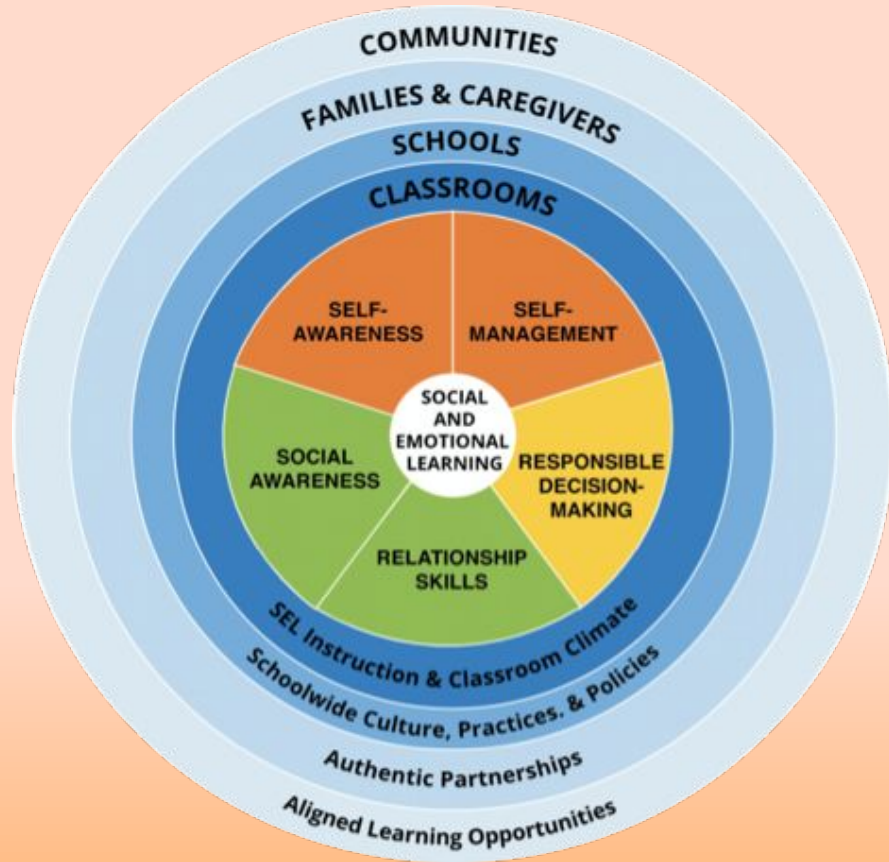 COMMUNITIES
FAMILIES & CAREGIVERS
SCHOOLS
CLASSROOMS
SELF-
AWARENESS
SELF-
MANAGEMENT
SOCIAL
AND
EMOTIONAL
LEARNING
SOCIAL
AWARENESS
RESPONSIBLE
DECISION-
MAKING
RELATIONSHIP
SKILLS
SEL Instruction & Classroom Climate
Schoolwide Culture, Practices, & Policies
Authentic Partnerships
Aligned Learning Opportunities